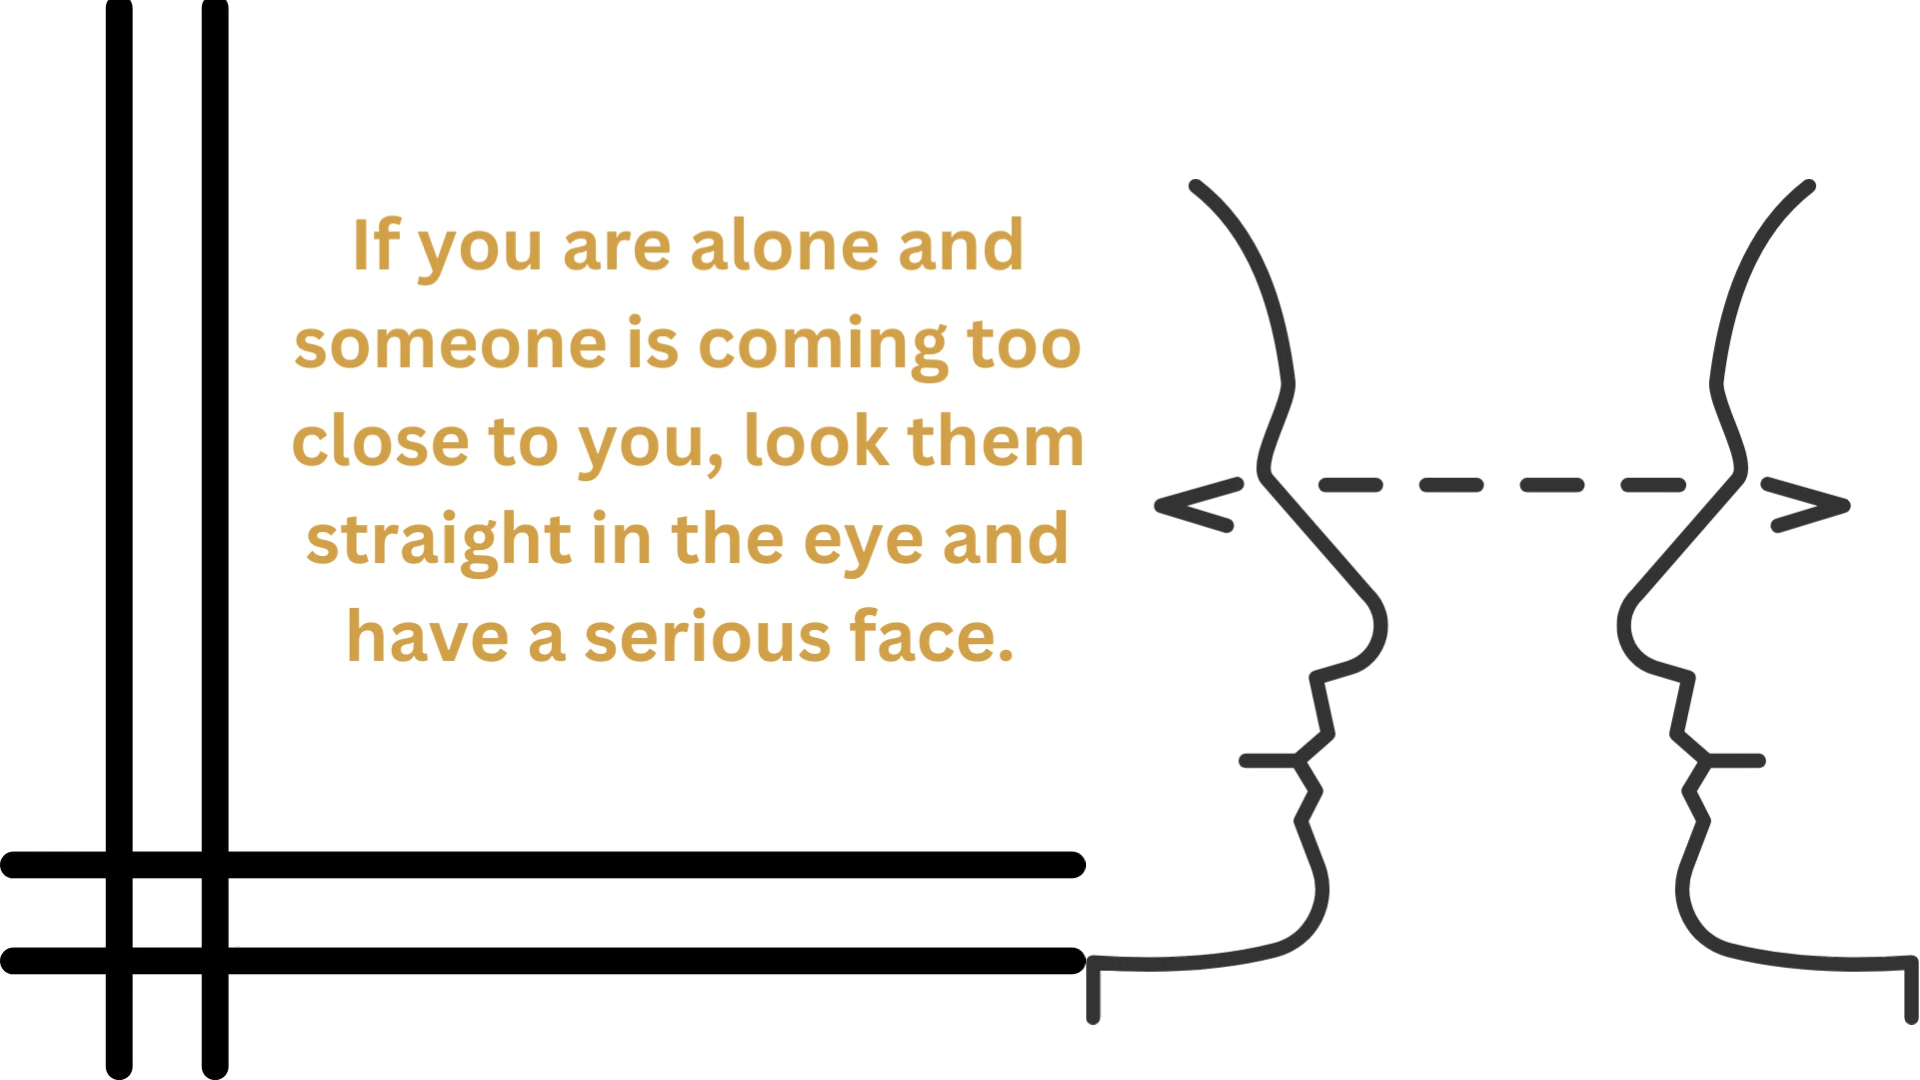 If you are alone and
someone is coming too
close to you, look them
straight in the eye and
have a serious face.